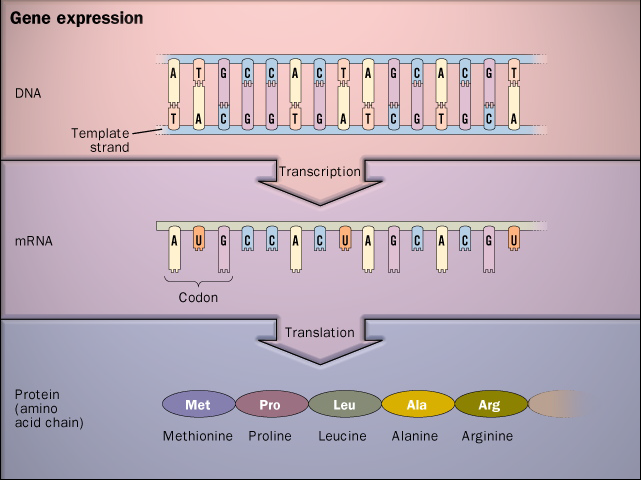 Gene expression
DNA
A T G C C A C T A G C A C G T
T A C G G T G A T C G T G C A
Template
strand
Transcription
mRNA
A U G C C A C U A G C A C G U
Codon
Translation
Protein
(amino
acid chain)
Met Pro Leu Ala Arg
Methionine Proline Leucine Alanine Arginine